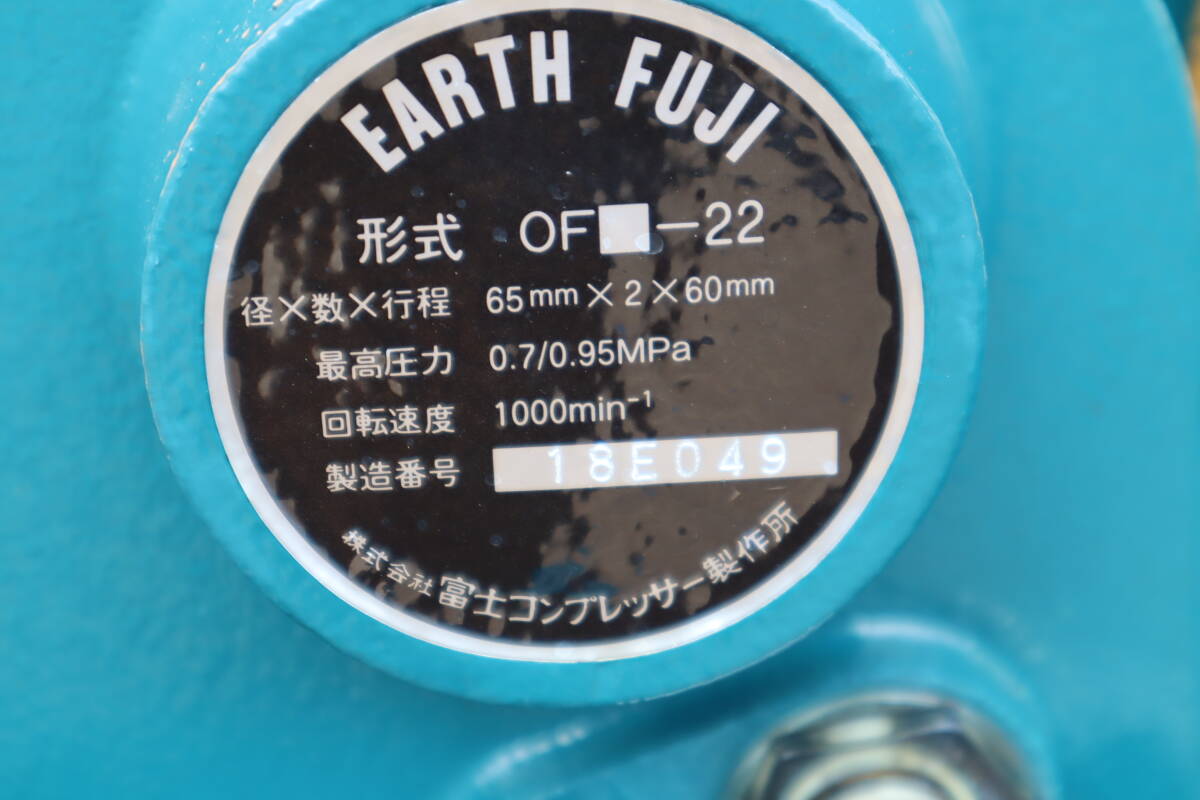 EARTH FUJI
形式 OF□-22
径×数×行程 65mm×2×60mm
最高圧力 0.7/0.95MPa
回転速度 1000min⁻¹
製造番号 18E049
株式会社富士コンプレッサー製作所